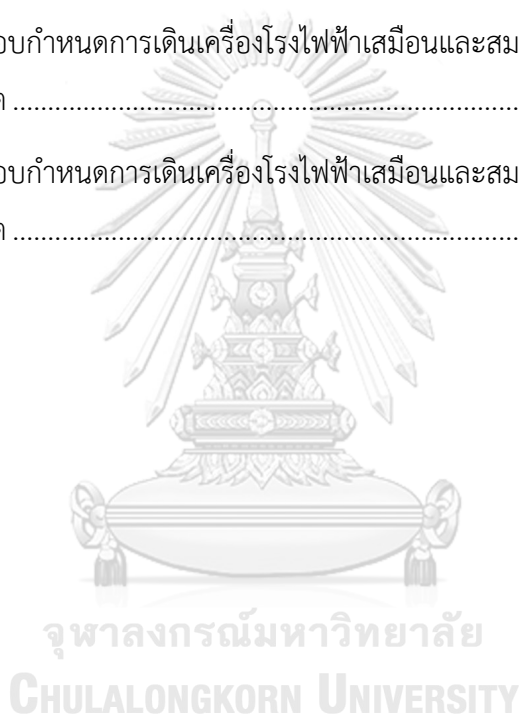 อบกำหนดการเดินเครื่องโรงไฟฟ้าเสมือนและสม
ค ........................................................................
อบกำหนดการเดินเครื่องโรงไฟฟ้าเสมือนและสม
ค ........................................................................
จุฬาลงกรณ์มหาวิทยาลัย
CHULALONGKORN UNIVERSITY